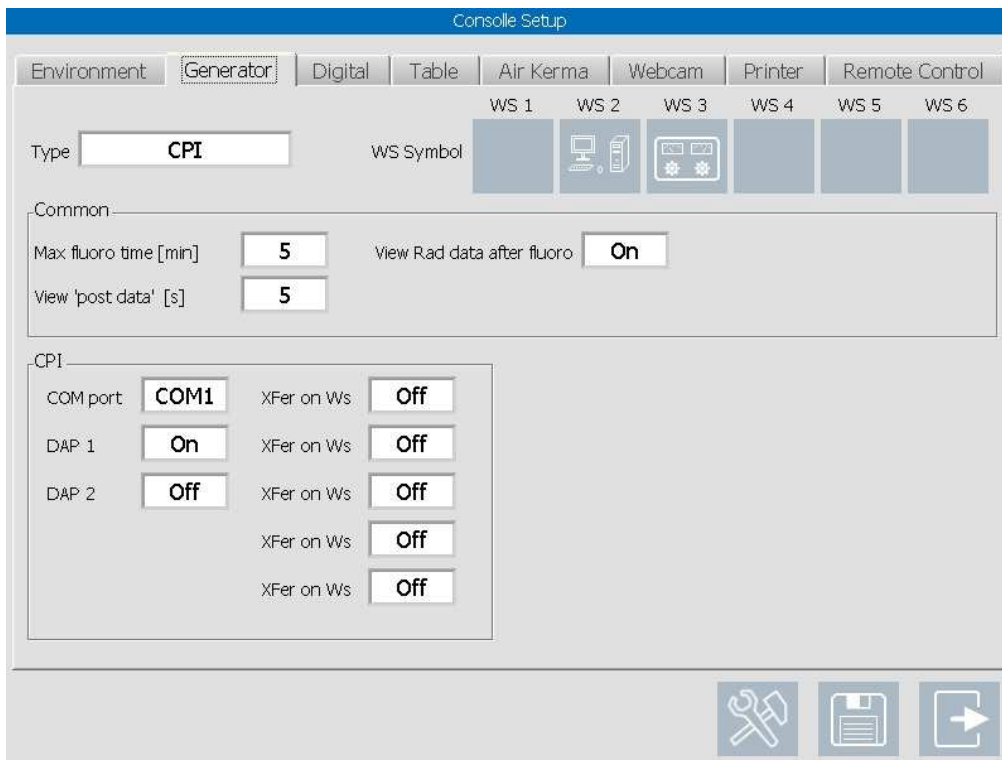 Consolle Setup
Environment Generator Digital Table Air Kerma Webcam Printer Remote Control
WS 1 WS 2 WS 3 WS 4 WS 5 WS 6
Type CPI WS Symbol
Common
Max fluoro time [min] 5 View Rad data after fluoro On
View 'post data' [s] 5
CPI
COM port COM1 XFer on Ws Off
DAP 1 On XFer on Ws Off
DAP 2 Off XFer on Ws Off
XFer on Ws Off
XFer on Ws Off